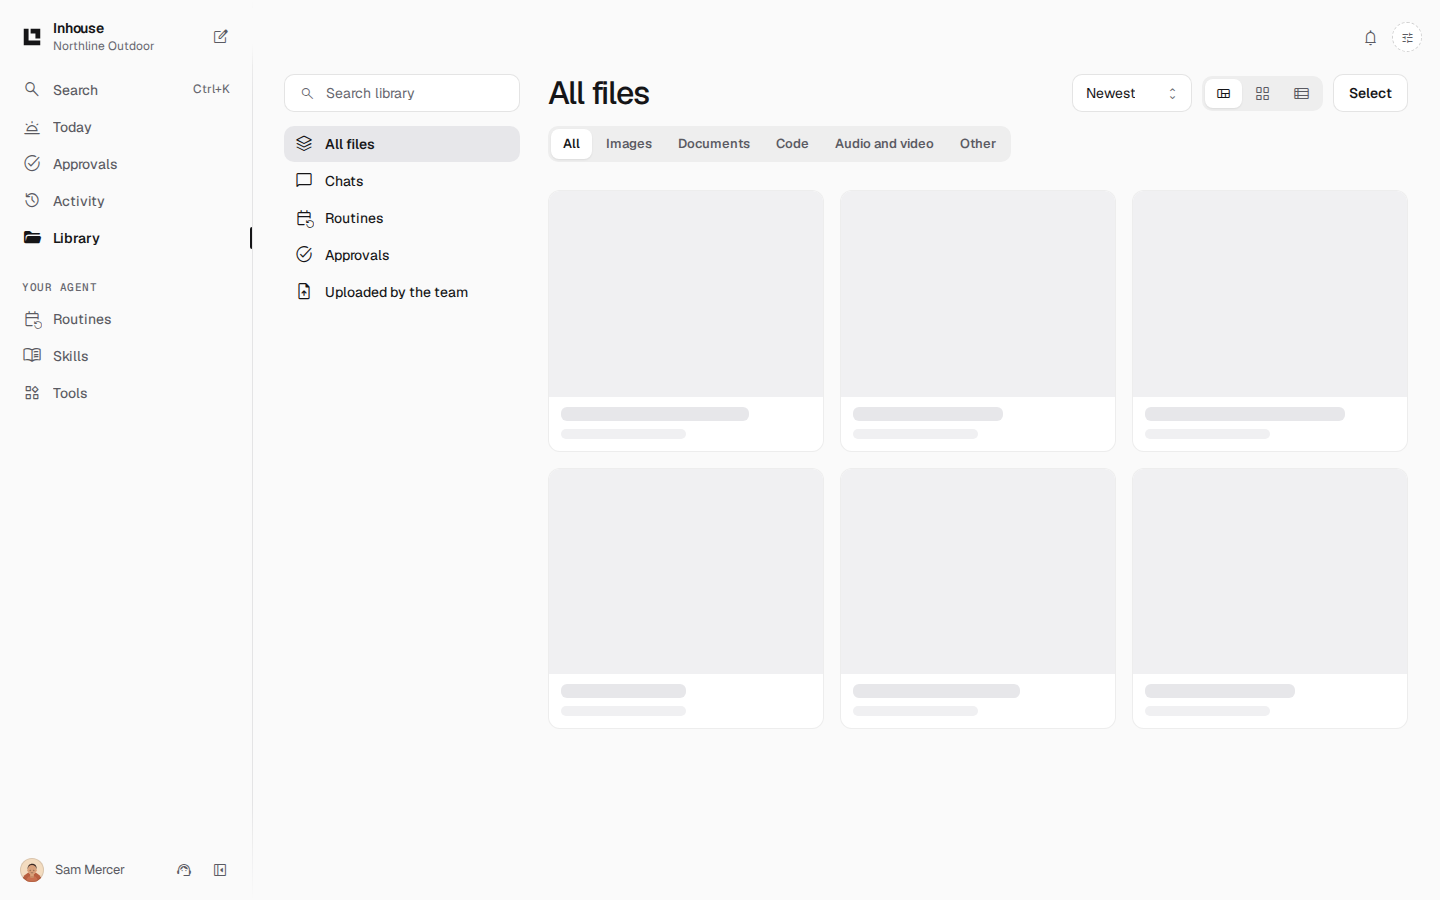 Inhouse
Northline Outdoor
Search Ctrl+K
Today
Approvals
Activity
Library
YOUR AGENT
Routines
Skills
Tools
Sam Mercer
Search library
All files
Chats
Routines
Approvals
Uploaded by the team
All files
Newest
Select
All Images Documents Code Audio and video Other